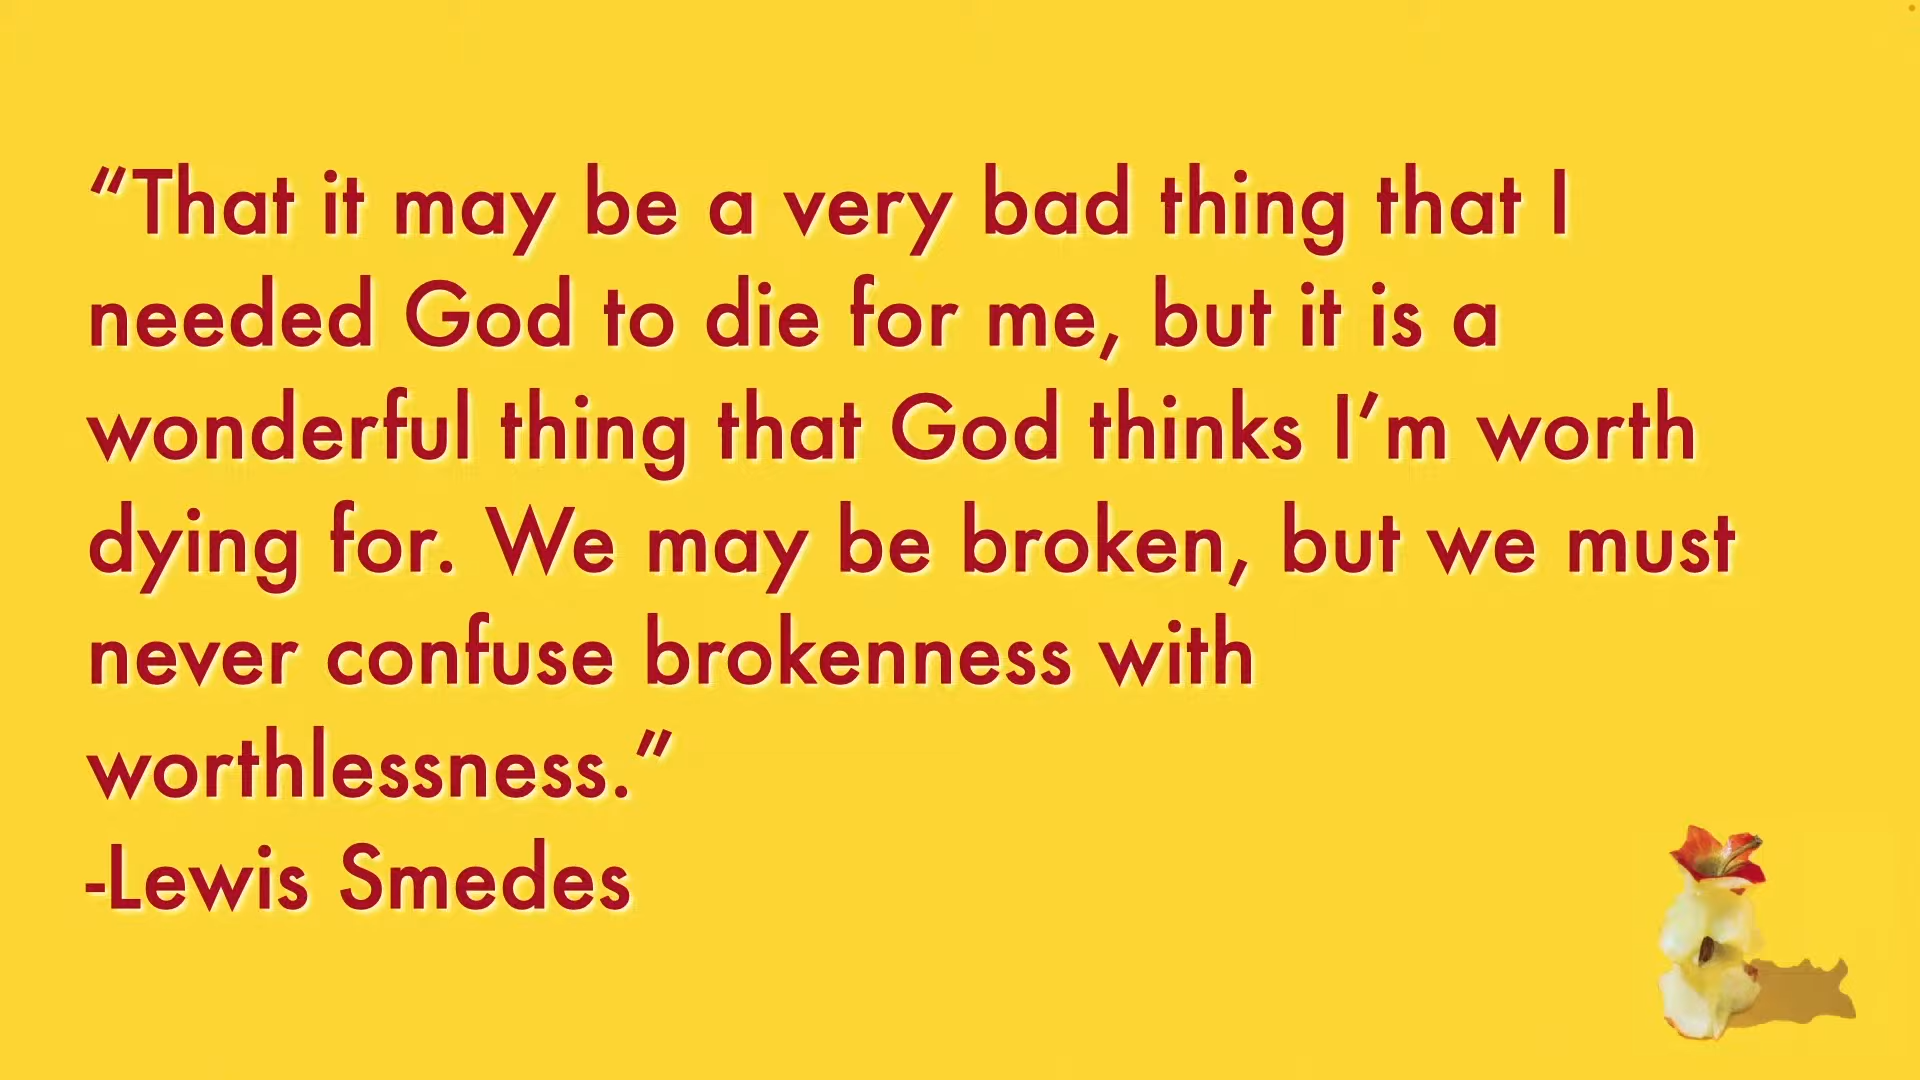 “That it may be a very bad thing that I
needed God to die for me, but it is a
wonderful thing that God thinks I’m worth
dying for. We may be broken, but we must
never confuse brokenness with
worthlessness.”
-Lewis Smedes